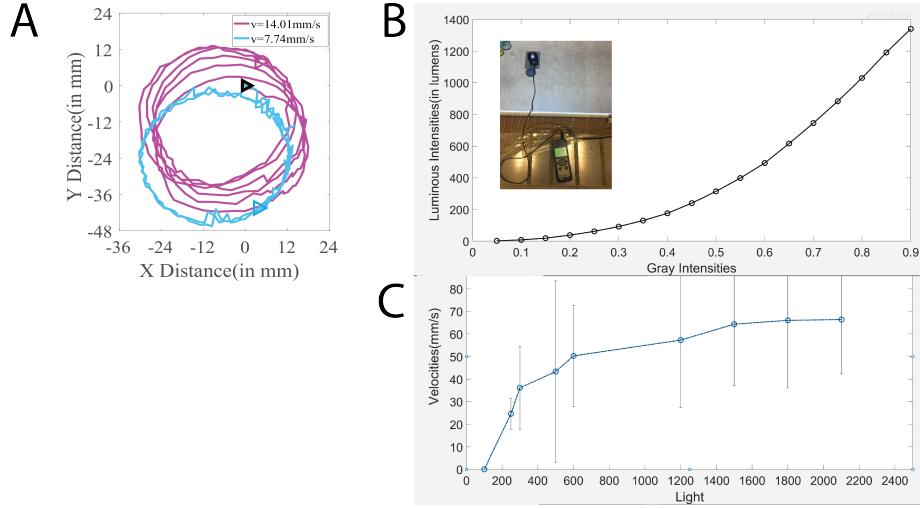 A
24
12
0
-12
-24
-36
-48
-36 -24 -12 0 12 24
Y Distance(in mm)
X Distance(in mm)
v=14.01mm/s
v=7.74mm/s
B
1400
1200
1000
800
600
400
200
0
0 0.1 0.2 0.3 0.4 0.5 0.6 0.7 0.8 0.9
Luminous Intensities(in lumens)
Gray Intensities
C
80
70
60
50
40
30
20
10
0
0 200 400 600 800 1000 1200 1400 1600 1800 2000 2200 2400
Velocities(mm/s)
Light